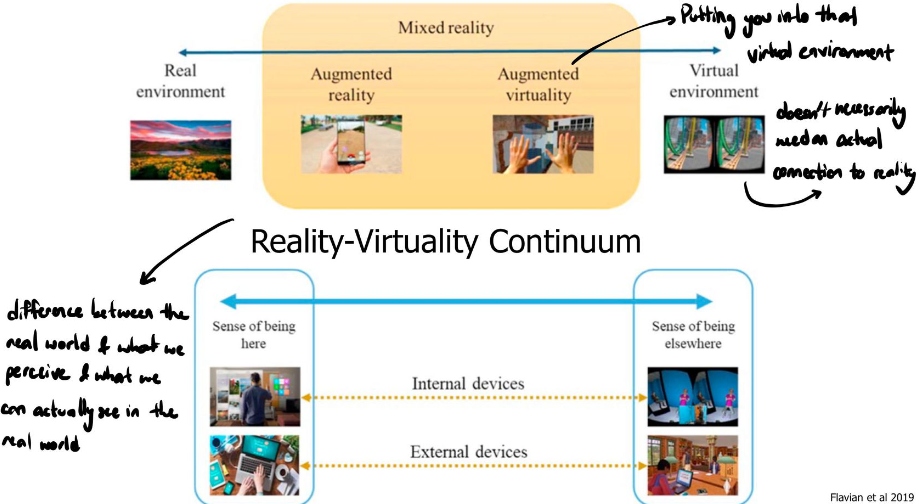 Mixed reality
Putting you into that
virtual environment
Real
environment
Augmented
reality
Augmented
virtuality
Virtual
environment
doesn't necessarily
need an actual
connection to reality
Reality-Virtuality Continuum
difference between the
real world & what we
perceive & what we
can actually see in the
real world
Sense of being
here
Sense of being
elsewhere
Internal devices
External devices
Flavian et al 2019